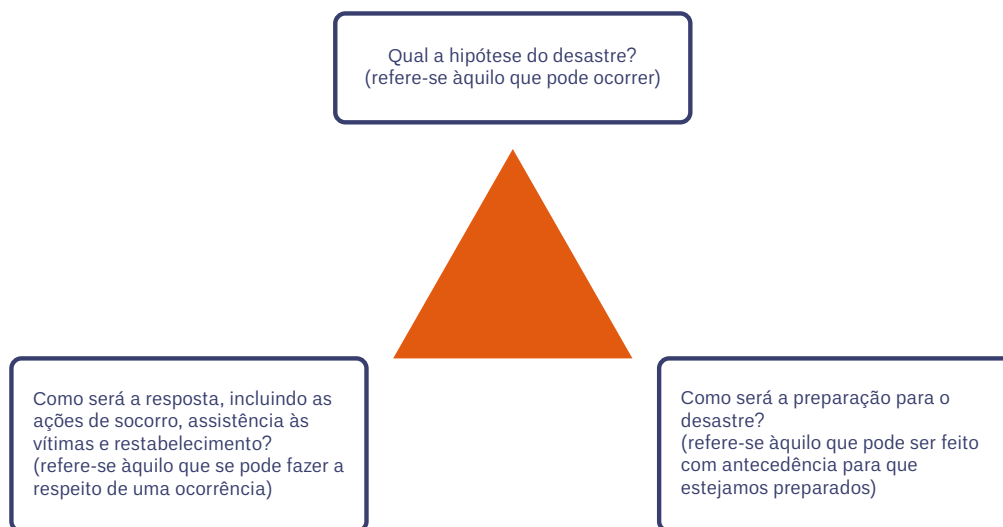 Qual a hipótese do desastre?
(refere-se àquilo que pode ocorrer)
Como será a resposta, incluindo as
ações de socorro, assistência às
vítimas e restabelecimento?
(refere-se àquilo que se pode fazer a
respeito de uma ocorrência)
Como será a preparação para o
desastre?
(refere-se àquilo que pode ser feito
com antecedência para que
estejamos preparados)